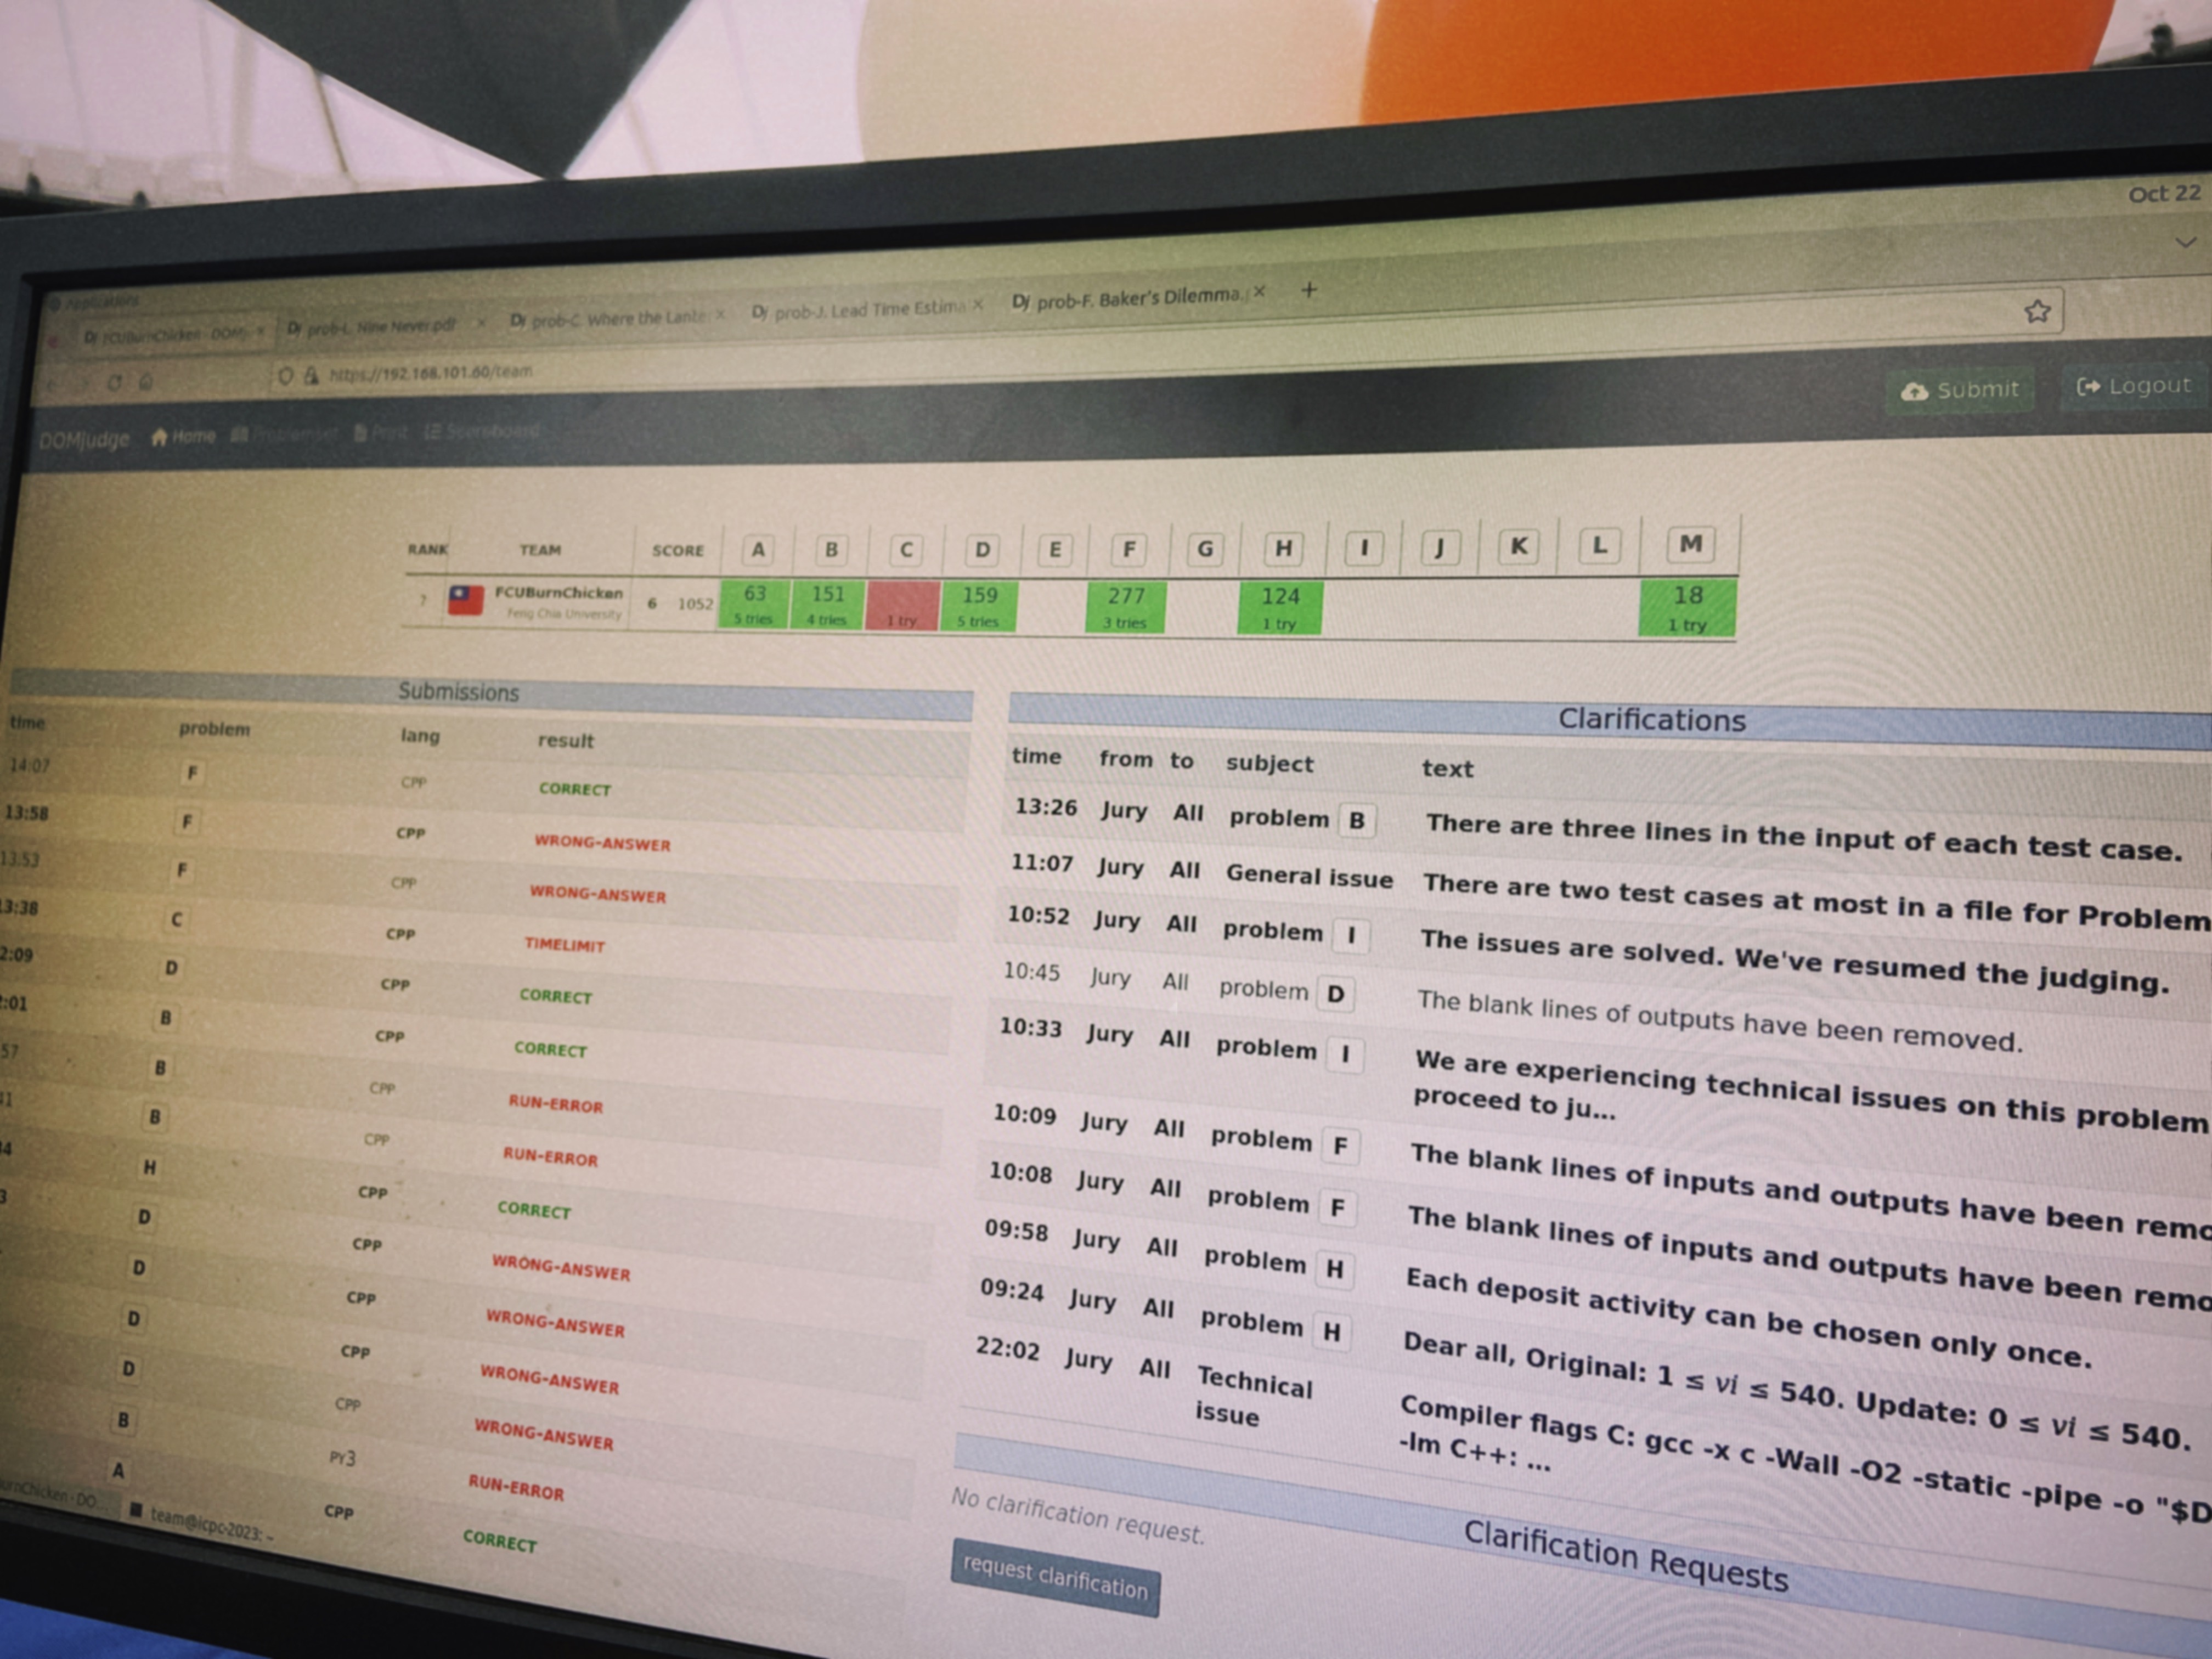 Oct 22
Applications
FCUBurnChicken - DOMj
prob-L. Nine Never.pdf
prob-C. Where the Lante
prob-J. Lead Time Estima
prob-F. Baker's Dilemma.
https://192.168.101.60/team
DOMjudge Home Problemset Print Scoreboard Submit Logout
RANK TEAM SCORE A B C D E F G H I J K L M
? FCUBurnChicken 6 1052 63 151 159 277 124 18
Feng Chia University 5 tries 4 tries 1 try 5 tries 3 tries 1 try 1 try
Submissions
time problem lang result
14:07 F CPP CORRECT
13:58 F CPP WRONG-ANSWER
13:53 F CPP WRONG-ANSWER
3:38 C CPP TIMELIMIT
2:09 D CPP CORRECT
:01 B CPP CORRECT
57 B CPP RUN-ERROR
B CPP RUN-ERROR
H CPP CORRECT
D CPP WRONG-ANSWER
D CPP WRONG-ANSWER
D CPP WRONG-ANSWER
D CPP WRONG-ANSWER
B PY3 RUN-ERROR
A CPP CORRECT
Clarifications
time from to subject text
13:26 Jury All problem B There are three lines in the input of each test case.
11:07 Jury All General issue There are two test cases at most in a file for Problem
10:52 Jury All problem I The issues are solved. We've resumed the judging.
10:45 Jury All problem D The blank lines of outputs have been removed.
10:33 Jury All problem I We are experiencing technical issues on this problem
proceed to ju...
10:09 Jury All problem F The blank lines of inputs and outputs have been remo
10:08 Jury All problem F The blank lines of inputs and outputs have been remo
09:58 Jury All problem H Each deposit activity can be chosen only once.
09:24 Jury All problem H Dear all, Original: 1 ≤ vi ≤ 540. Update: 0 ≤ vi ≤ 540.
22:02 Jury All Technical issue Compiler flags C: gcc -x c -Wall -O2 -static -pipe -o "$D
-lm C++: ...
Clarification Requests
No clarification request.
request clarification
urnChicken - DO...
team@icpc-2023: ~